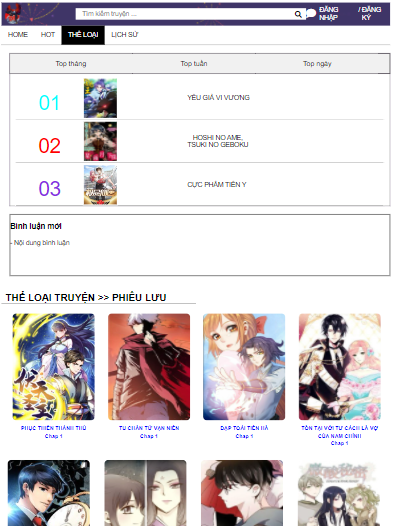 Tìm kiếm truyện ...
ĐĂNG NHẬP
/ ĐĂNG KÝ
HOME
HOT
THỂ LOẠI
LỊCH SỬ
Top tháng
Top tuần
Top ngày
01
YÊU GIẢ VI VƯƠNG
02
HOSHI NO AME,
TSUKI NO GEBOKU
03
CỰC PHẨM TIÊN Y
Bình luận mới
- Nội dung bình luận
THỂ LOẠI TRUYỆN >> PHIÊU LƯU
PHỤC THIÊN THÁNH THỦ
Chap 1
TU CHÂN TỨ VẠN NIÊN
Chap 1
ĐẠP TOÁI TIÊN HÀ
Chap 1
TỒN TẠI VỚI TƯ CÁCH LÀ VỢ
CỦA NAM CHÍNH
Chap 1